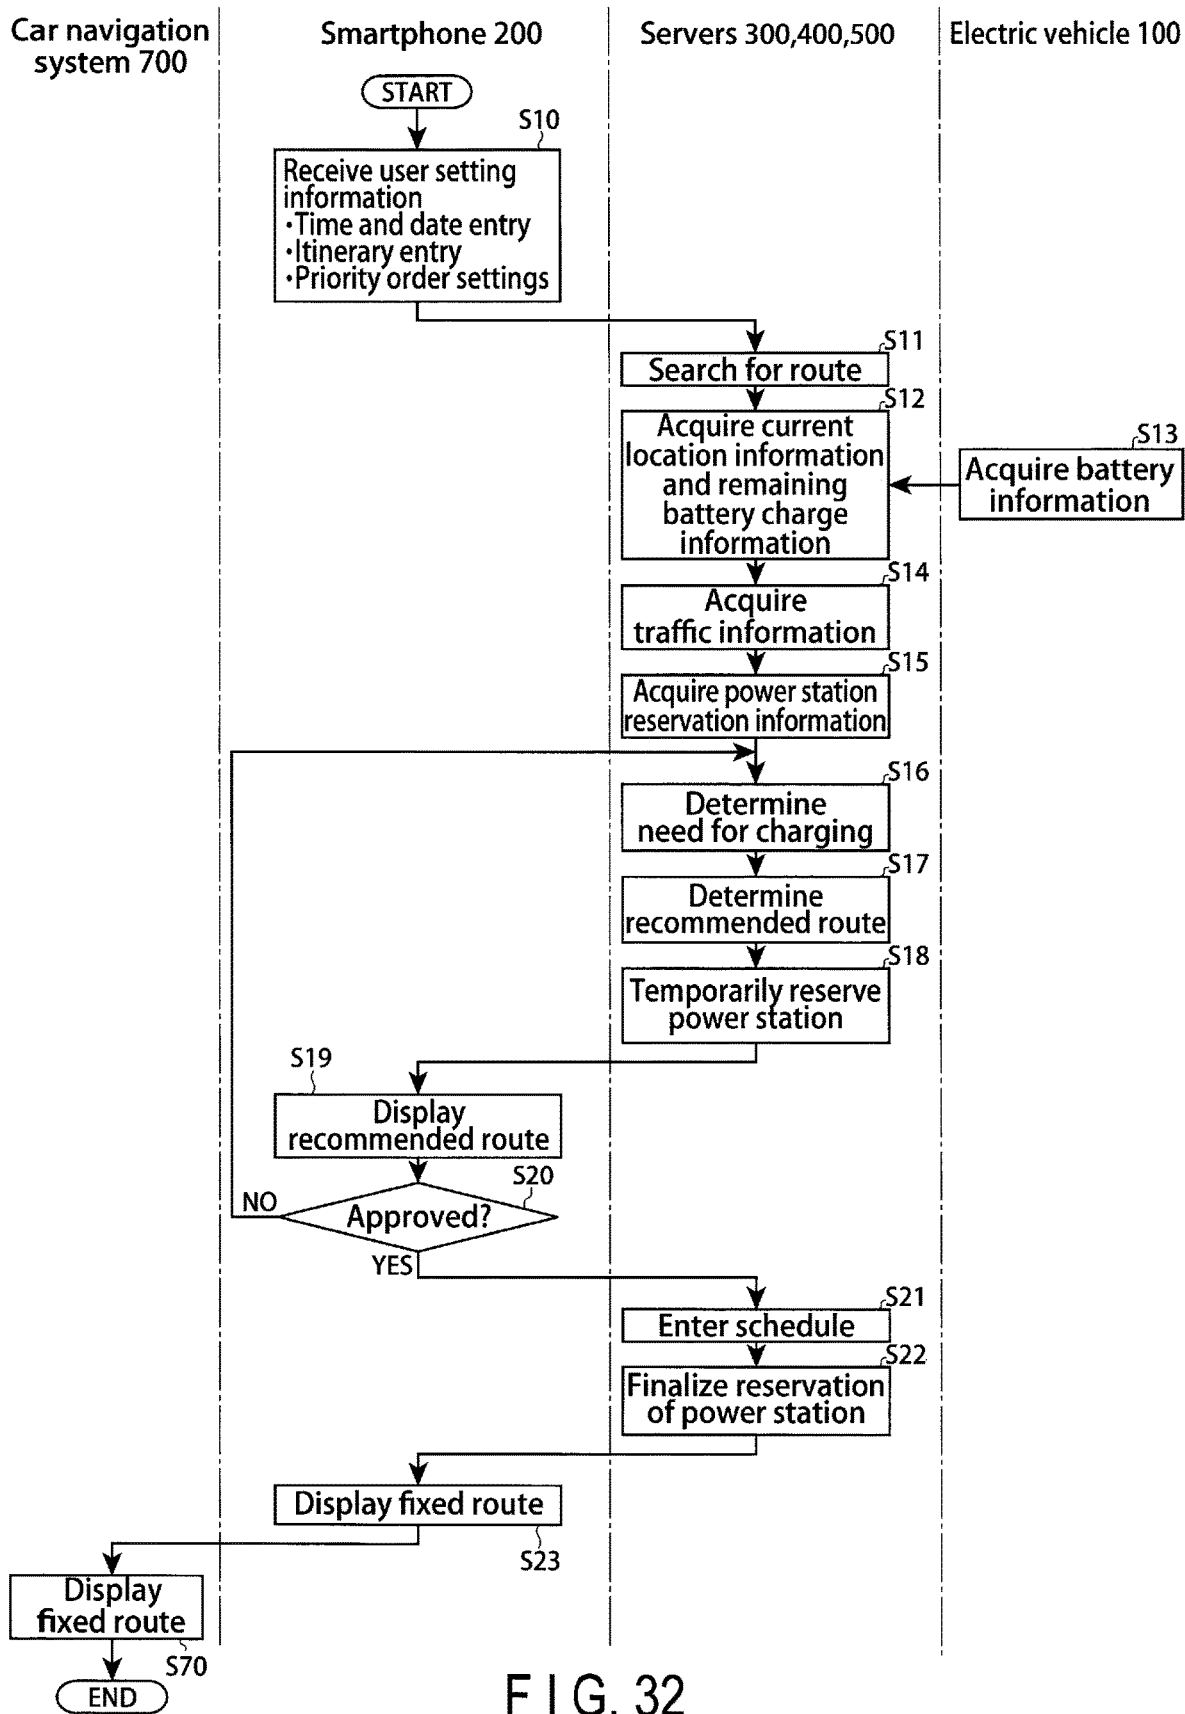 Car navigation
system 700
Smartphone 200
Servers 300,400,500
Electric vehicle 100
START
S10
Receive user setting
information
·Time and date entry
·Itinerary entry
·Priority order settings
S11
Search for route
S12
Acquire current
location information
and remaining
battery charge
information
S13
Acquire battery
information
S14
Acquire
traffic information
S15
Acquire power station
reservation information
S16
Determine
need for charging
S17
Determine
recommended route
S18
Temporarily reserve
power station
S19
Display
recommended route
S20
NO
Approved?
YES
S21
Enter schedule
S22
Finalize reservation
of power station
Display fixed route
S23
Display
fixed route
S70
END
FIG. 32